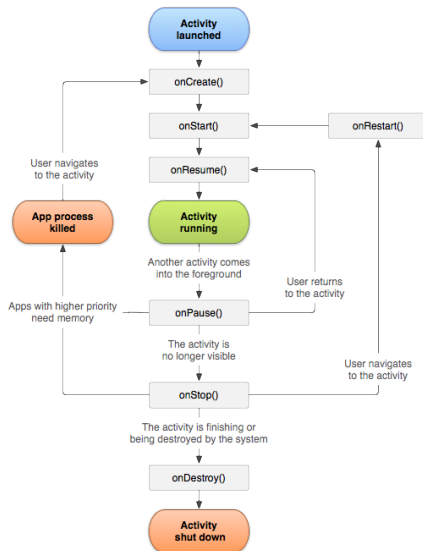 Activity
launched
onCreate()
onStart()
onRestart()
User navigates
to the activity
onResume()
App process
killed
Activity
running
Another activity comes
into the foreground
User returns
to the activity
Apps with higher priority
need memory
onPause()
The activity is
no longer visible
User navigates
to the activity
onStop()
The activity is finishing or
being destroyed by the system
onDestroy()
Activity
shut down